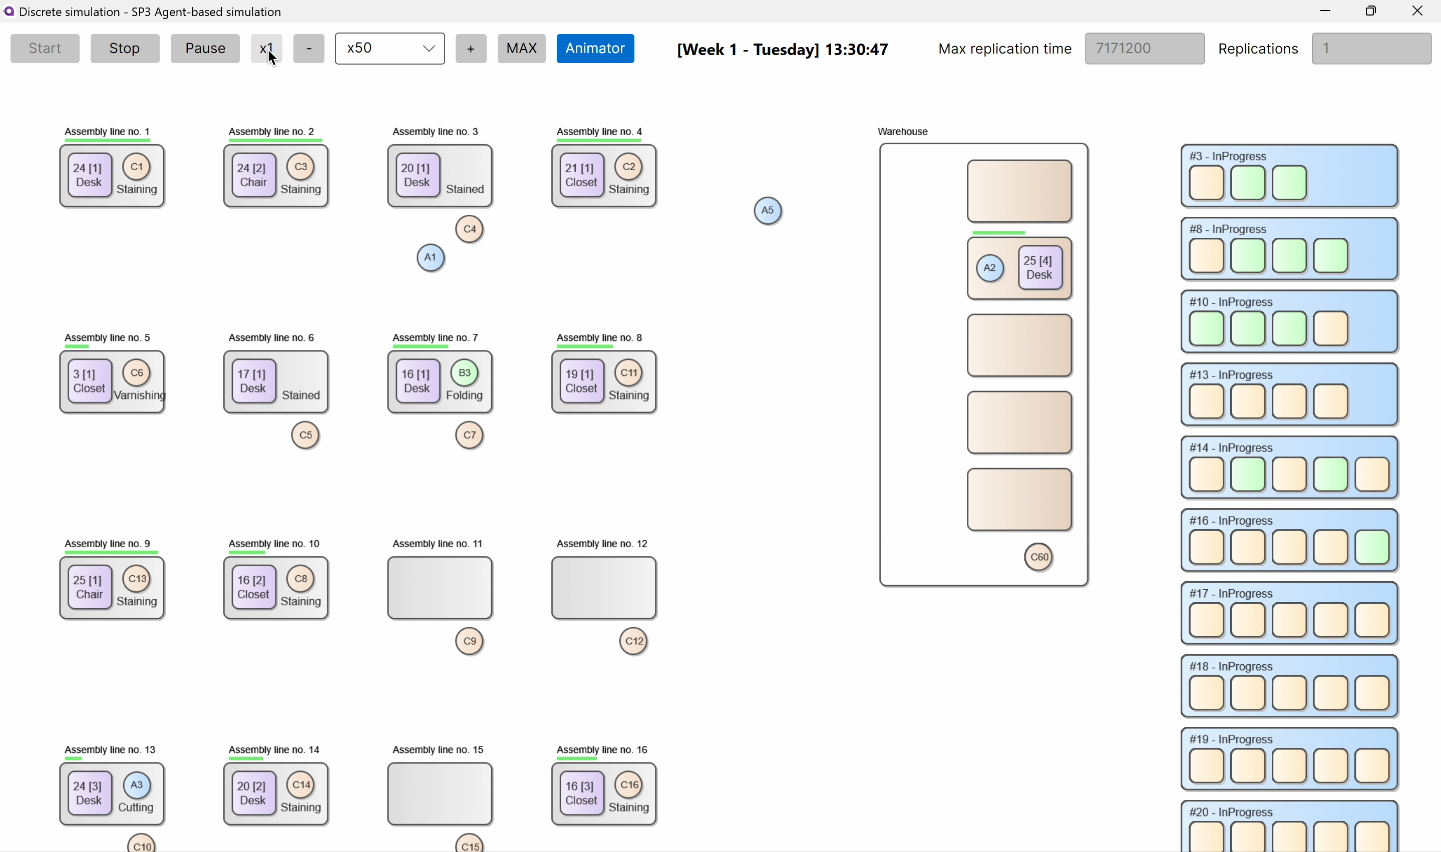 Discrete simulation - SP3 Agent-based simulation
Start Stop Pause x1 - x50 + MAX Animator [Week 1 - Tuesday] 13:30:47 Max replication time 7171200 Replications 1
Assembly line no. 1
24 [1]
Desk
C1
Staining
Assembly line no. 2
24 [2]
Chair
C3
Staining
Assembly line no. 3
20 [1]
Desk
Stained
C4
A1
Assembly line no. 4
21 [1]
Closet
C2
Staining
A5
Assembly line no. 5
3 [1]
Closet
C6
Varnishing
Assembly line no. 6
17 [1]
Desk
Stained
C5
Assembly line no. 7
16 [1]
Desk
B3
Folding
C7
Assembly line no. 8
19 [1]
Closet
C11
Staining
Assembly line no. 9
25 [1]
Chair
C13
Staining
Assembly line no. 10
16 [2]
Closet
C8
Staining
Assembly line no. 11
C9
Assembly line no. 12
C12
Assembly line no. 13
24 [3]
Desk
A3
Cutting
C10
Assembly line no. 14
20 [2]
Desk
C14
Staining
Assembly line no. 15
C15
Assembly line no. 16
16 [3]
Closet
C16
Staining
Warehouse
A2
25 [4]
Desk
C60
#3 - InProgress
#8 - InProgress
#10 - InProgress
#13 - InProgress
#14 - InProgress
#16 - InProgress
#17 - InProgress
#18 - InProgress
#19 - InProgress
#20 - InProgress